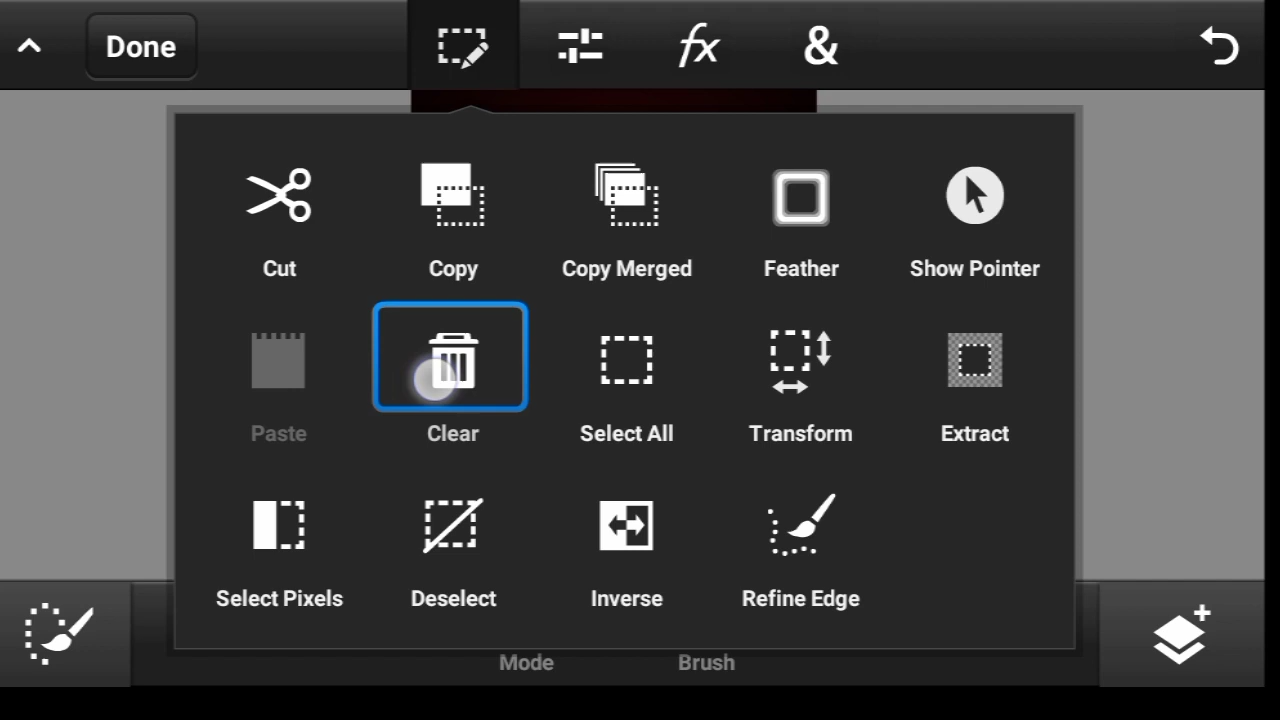 Done fx &
Cut Copy Copy Merged Feather Show Pointer
Paste Clear Select All Transform Extract
Select Pixels Deselect Inverse Refine Edge
Mode Brush